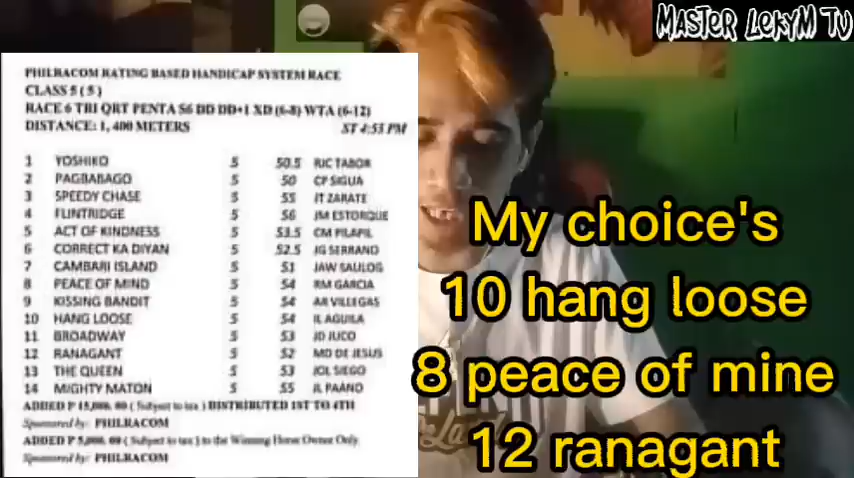 MASTER LEKYM TV
PHILRACOM RATING BASED HANDICAP SYSTEM RACE
CLASS 5 ( 5 )
RACE 6 TRI QRT PENTA S6 DD DD+1 XD (6-8) WTA (6-12)
DISTANCE: 1, 400 METERS ST 4:55 PM
1 YOSHIKO 5 50.5 RJC TABOR
2 PAGBABAGO 5 50 CP SIGUA
3 SPEEDY CHASE 5 55 JT ZARATE
4 FLINTRIDGE 5 56 JM ESTORQUE
5 ACT OF KINDNESS 5 53.5 CM PILAPIL
6 CORRECT KA DIYAN 5 52.5 JG SERRANO
7 CAMBARI ISLAND 5 51 JAW SAULOG
8 PEACE OF MIND 5 54 RM GARCIA
9 KISSING BANDIT 5 54 AR VILLEGAS
10 HANG LOOSE 5 54 JL AGUILA
11 BROADWAY 5 53 JD JUCO
12 RANAGANT 5 52 MD DE JESUS
13 THE QUEEN 5 53 JOL SIEGO
14 MIGHTY MATON 5 55 JL PAANO
ADDED P 15,000. 00 ( Subject to tax ) DISTRIBUTED 1ST TO 4TH
Sponsored by: PHILRACOM
ADDED P 5,000. 00 ( Subject to tax ) to the Winning Horse Owner Only
Sponsored by: PHILRACOM
My choice's
10 hang loose
8 peace of mine
12 ranagant